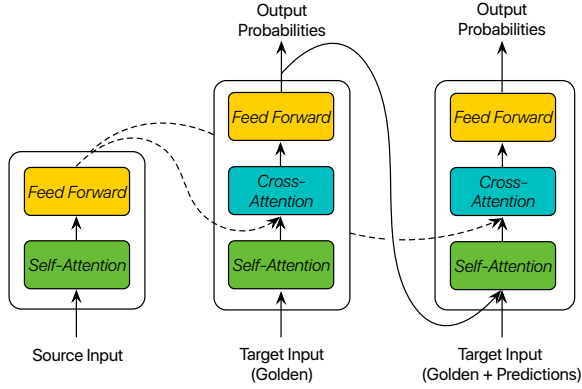 Output
Probabilities
Output
Probabilities
Feed Forward
Feed Forward
Feed Forward
Cross-
Attention
Cross-
Attention
Self-Attention
Self-Attention
Self-Attention
Source Input
Target Input
(Golden)
Target Input
(Golden + Predictions)